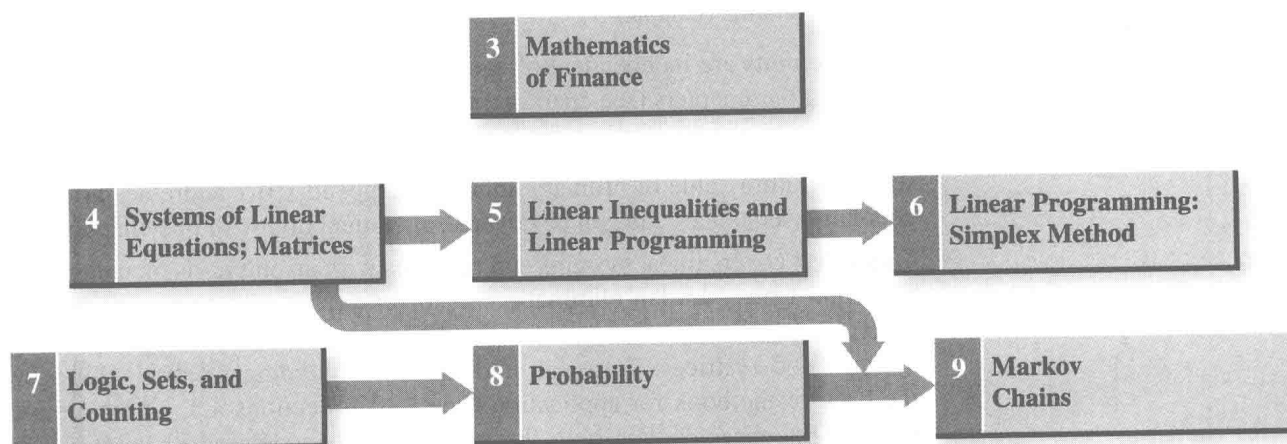 3 Mathematics
of Finance
4 Systems of Linear
Equations; Matrices
5 Linear Inequalities and
Linear Programming
6 Linear Programming:
Simplex Method
7 Logic, Sets, and
Counting
8 Probability
9 Markov
Chains